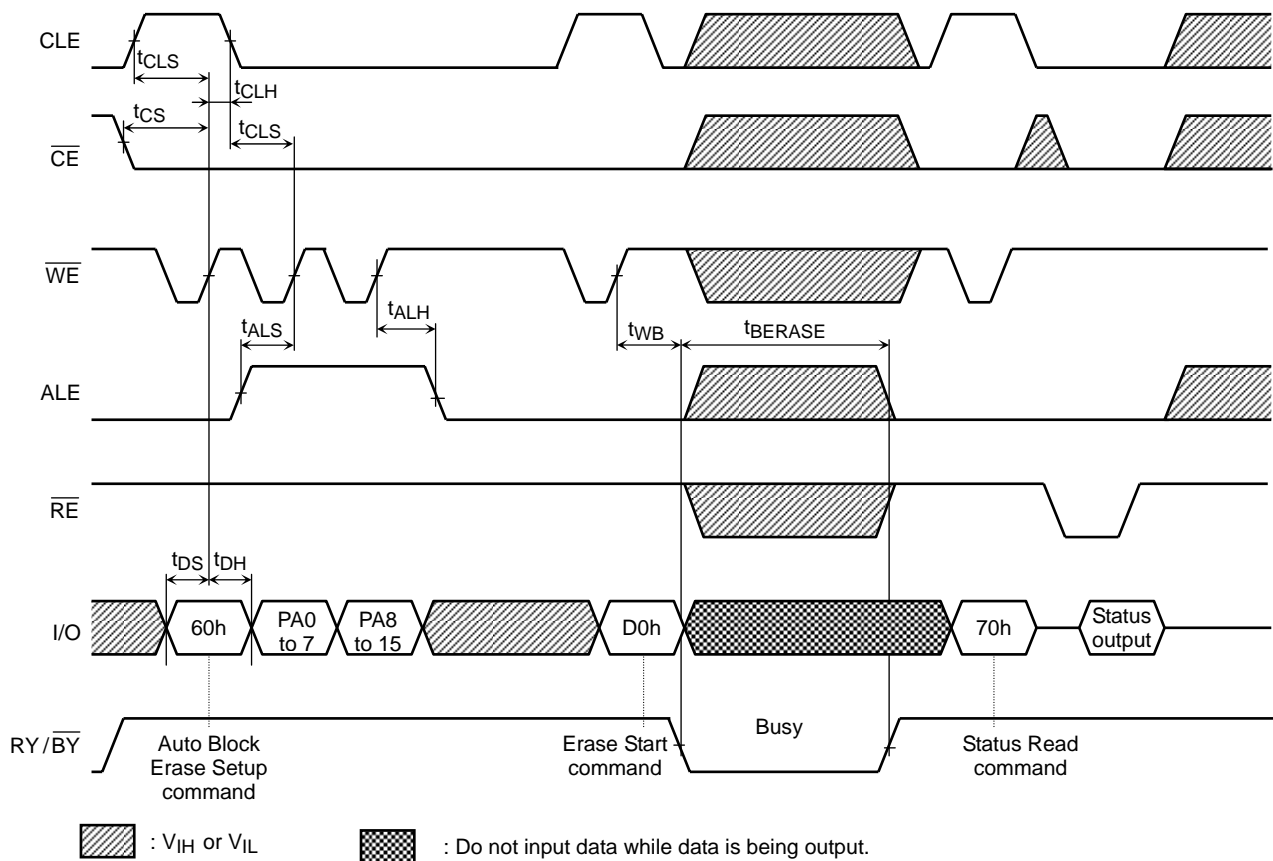 CLE
tCLS
tCLH
tCS
tCLS
CE
WE
tALS
tALH
tWB
tBERASE
ALE
RE
tDS
tDH
I/O
60h
PA0
to 7
PA8
to 15
D0h
70h
Status
output
RY/BY
Busy
Auto Block
Erase Setup
command
Erase Start
command
Status Read
command
: VIH or VIL
: Do not input data while data is being output.